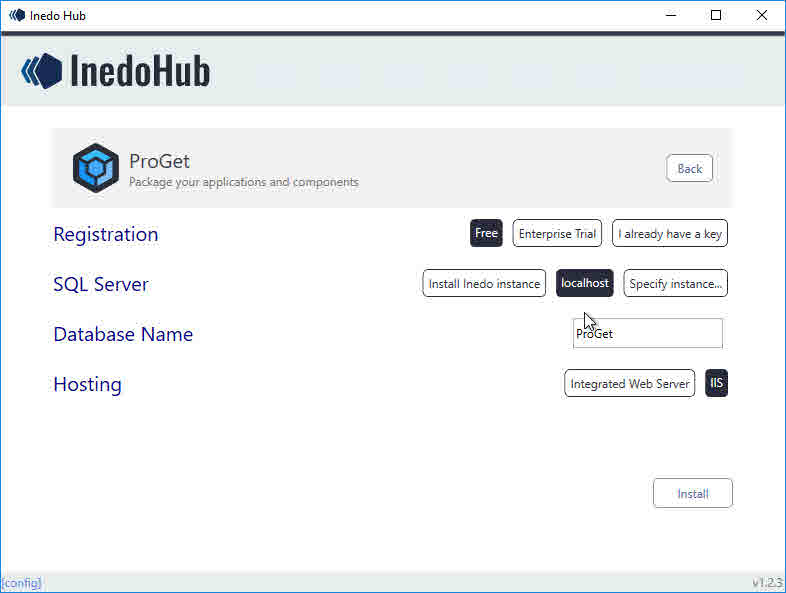 Inedo Hub
InedoHub
ProGet
Package your applications and components
Back
Registration
Free
Enterprise Trial
I already have a key
SQL Server
Install Inedo instance
localhost
Specify instance...
Database Name
ProGet
Hosting
Integrated Web Server
IIS
Install
[config]
v1.2.3